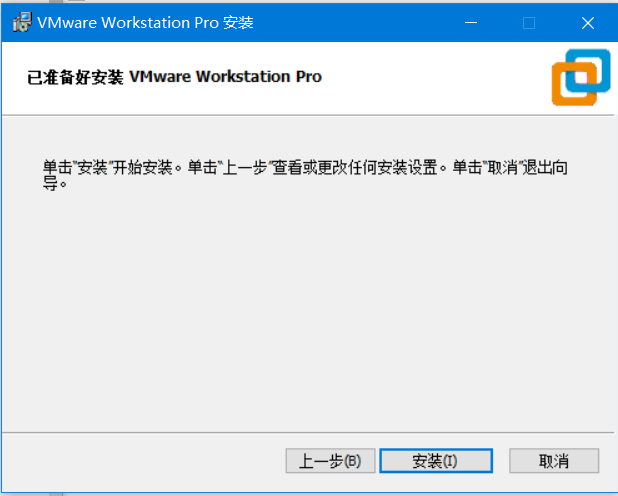 VMware Workstation Pro 安装
已准备好安装 VMware Workstation Pro
单击“安装”开始安装。单击“上一步”查看或更改任何安装设置。单击“取消”退出向
导。
上一步(B) 安装(I) 取消